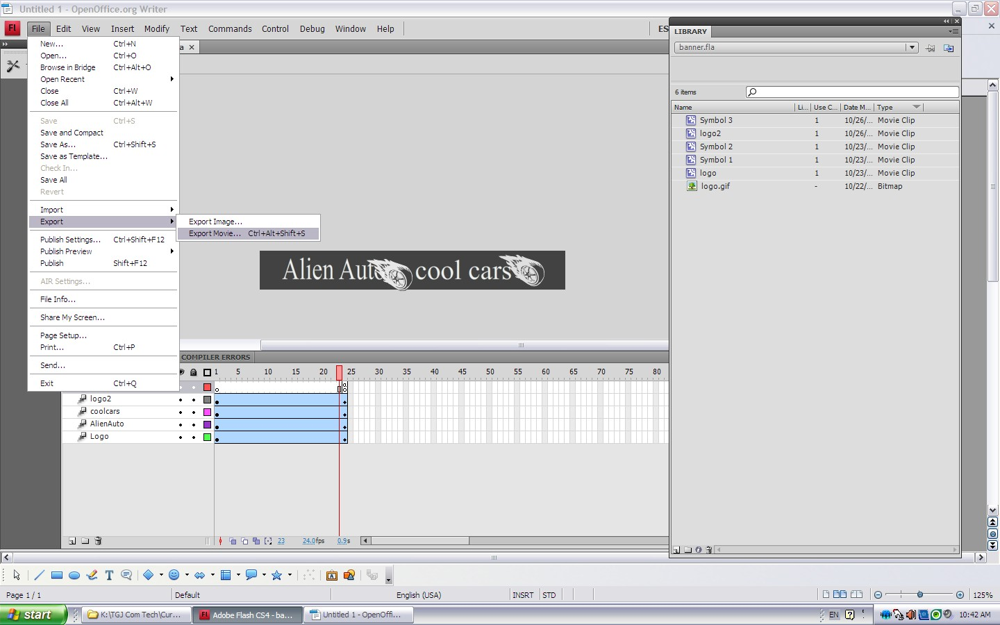 Untitled 1 - OpenOffice.org Writer
Fl File Edit View Insert Modify Text Commands Control Debug Window Help ES
New... Ctrl+N
Open... Ctrl+O
Browse in Bridge Ctrl+Alt+O
Open Recent
Close Ctrl+W
Close All Ctrl+Alt+W
Save Ctrl+S
Save and Compact
Save As... Ctrl+Shift+S
Save as Template...
Check In...
Save All
Revert
Import
Export
Publish Settings... Ctrl+Shift+F12
Publish Preview
Publish Shift+F12
AIR Settings...
File Info...
Share My Screen...
Page Setup...
Print... Ctrl+P
Send...
Exit Ctrl+Q
Export Image...
Export Movie... Ctrl+Alt+Shift+S
a
Alien Auto cool cars
LIBRARY
banner.fla
6 items
Name Li... Use C... Date M... Type
Symbol 3 1 10/26/... Movie Clip
logo2 1 10/26/... Movie Clip
Symbol 2 1 10/23/... Movie Clip
Symbol 1 1 10/23/... Movie Clip
logo 1 10/23/... Movie Clip
logo.gif - 10/22/... Bitmap
COMPILER ERRORS
1 5 10 15 20 25 30 35 40 45 50 55 60 65 70 75 80
a
logo2
coolcars
AlienAuto
Logo
23 24.0fps 0.9s
Page 1 / 1 Default English (USA) INSRT STD 125%
start K:\TGJ Com Tech\Cur... Fl Adobe Flash CS4 - ba... Untitled 1 - OpenOffi... EN 10:42 AM